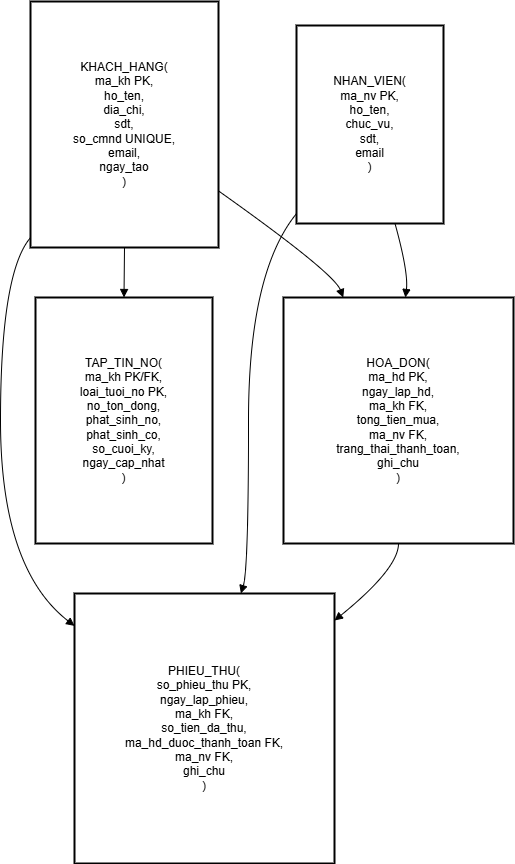 KHACH_HANG(
ma_kh PK,
ho_ten,
dia_chi,
sdt,
so_cmnd UNIQUE,
email,
ngay_tao
)
NHAN_VIEN(
ma_nv PK,
ho_ten,
chuc_vu,
sdt,
email
)
TAP_TIN_NO(
ma_kh PK/FK,
loai_tuoi_no PK,
no_ton_dong,
phat_sinh_no,
phat_sinh_co,
so_cuoi_ky,
ngay_cap_nhat
)
HOA_DON(
ma_hd PK,
ngay_lap_hd,
ma_kh FK,
tong_tien_mua,
ma_nv FK,
trang_thai_thanh_toan,
ghi_chu
)
PHIEU_THU(
so_phieu_thu PK,
ngay_lap_phieu,
ma_kh FK,
so_tien_da_thu,
ma_hd_duoc_thanh_toan FK,
ma_nv FK,
ghi_chu
)